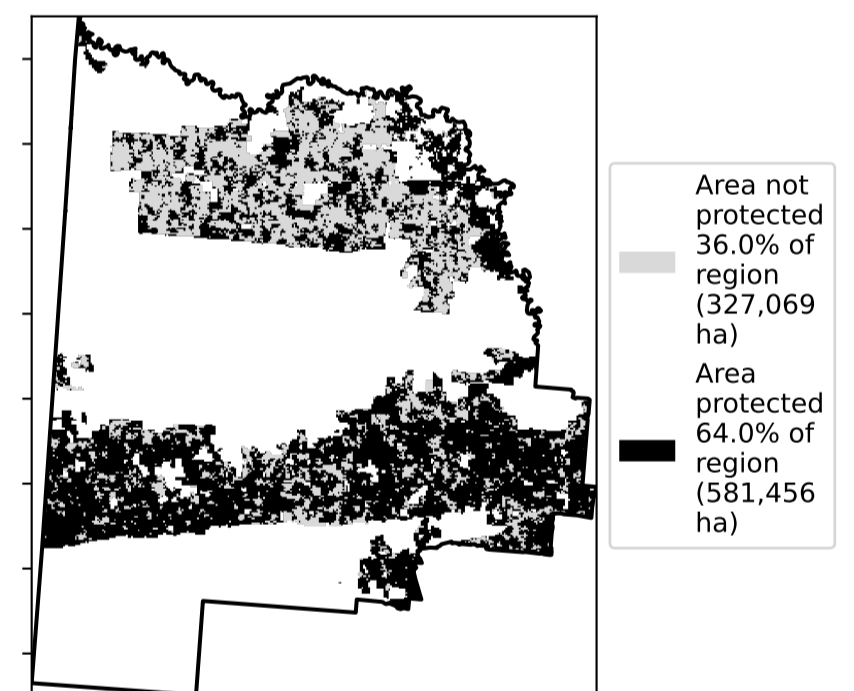 Area not
protected
36.0% of
region
(327,069
ha)
Area
protected
64.0% of
region
(581,456
ha)